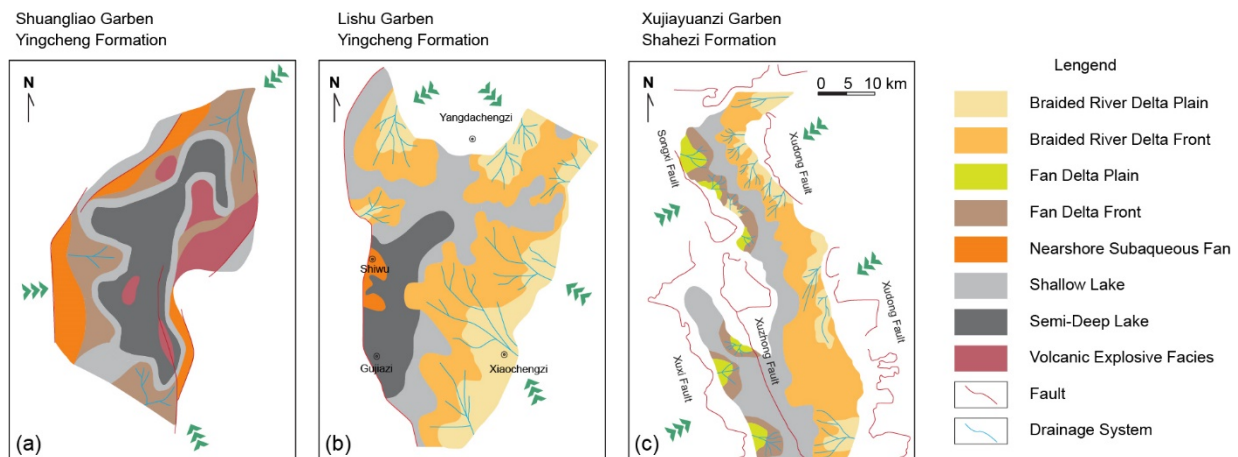 Shuangliao Garben
Yingcheng Formation
Lishu Garben
Yingcheng Formation
Xujiayuanzi Garben
Shahezi Formation
N
(a)
N
Yangdachengzi
Shiwu
Gujiazi
Xiaochengzi
(b)
N
0 5 10 km
Songxi Fault
Xudong Fault
Xudong Fault
Xuzhong Fault
Xuxi Fault
(c)
Lengend
Braided River Delta Plain
Braided River Delta Front
Fan Delta Plain
Fan Delta Front
Nearshore Subaqueous Fan
Shallow Lake
Semi-Deep Lake
Volcanic Explosive Facies
Fault
Drainage System